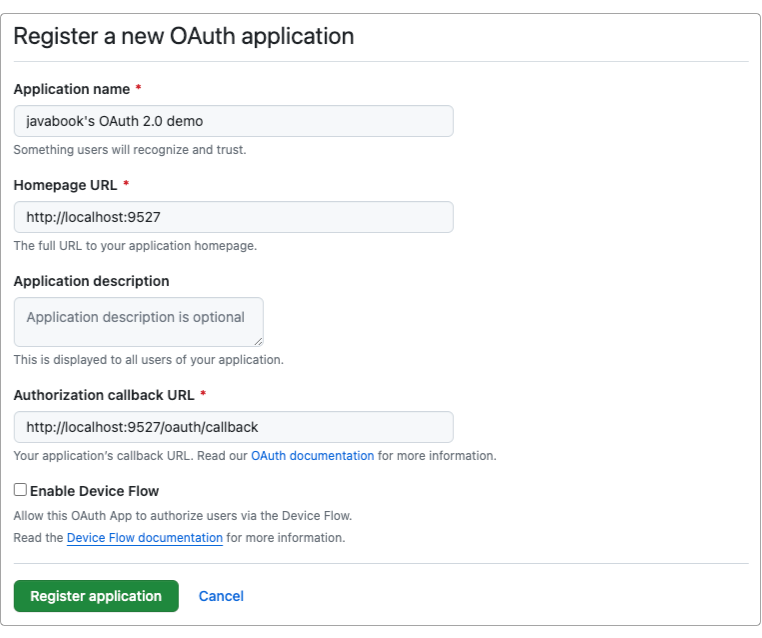 Register a new OAuth application
Application name *
javabook's OAuth 2.0 demo
Something users will recognize and trust.
Homepage URL *
http://localhost:9527
The full URL to your application homepage.
Application description
Application description is optional
This is displayed to all users of your application.
Authorization callback URL *
http://localhost:9527/oauth/callback
Your application's callback URL. Read our OAuth documentation for more information.
Enable Device Flow
Allow this OAuth App to authorize users via the Device Flow.
Read the Device Flow documentation for more information.
Register application Cancel